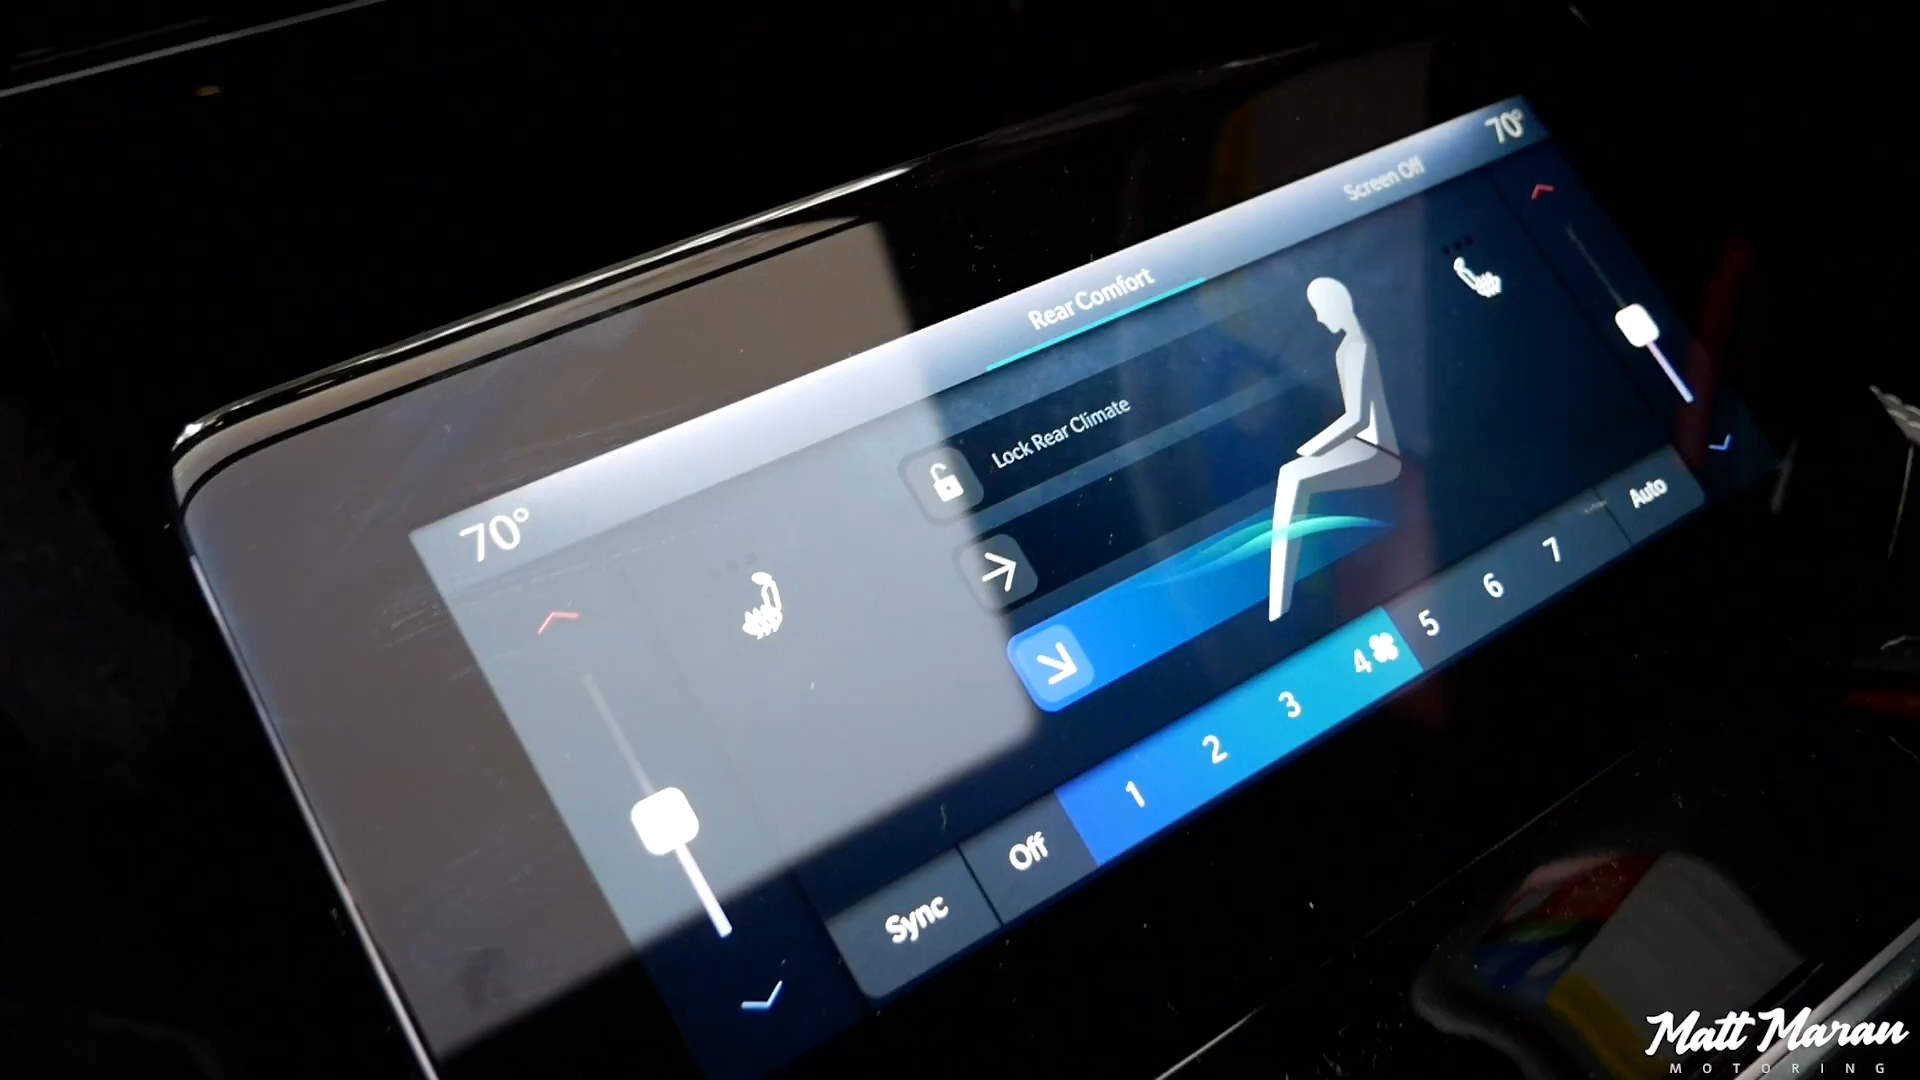 70°
Rear Comfort
Screen Off
70°
Lock Rear Climate
Sync
Off
1
2
3
4
5
6
7
Auto
Matt Maran
MOTORING